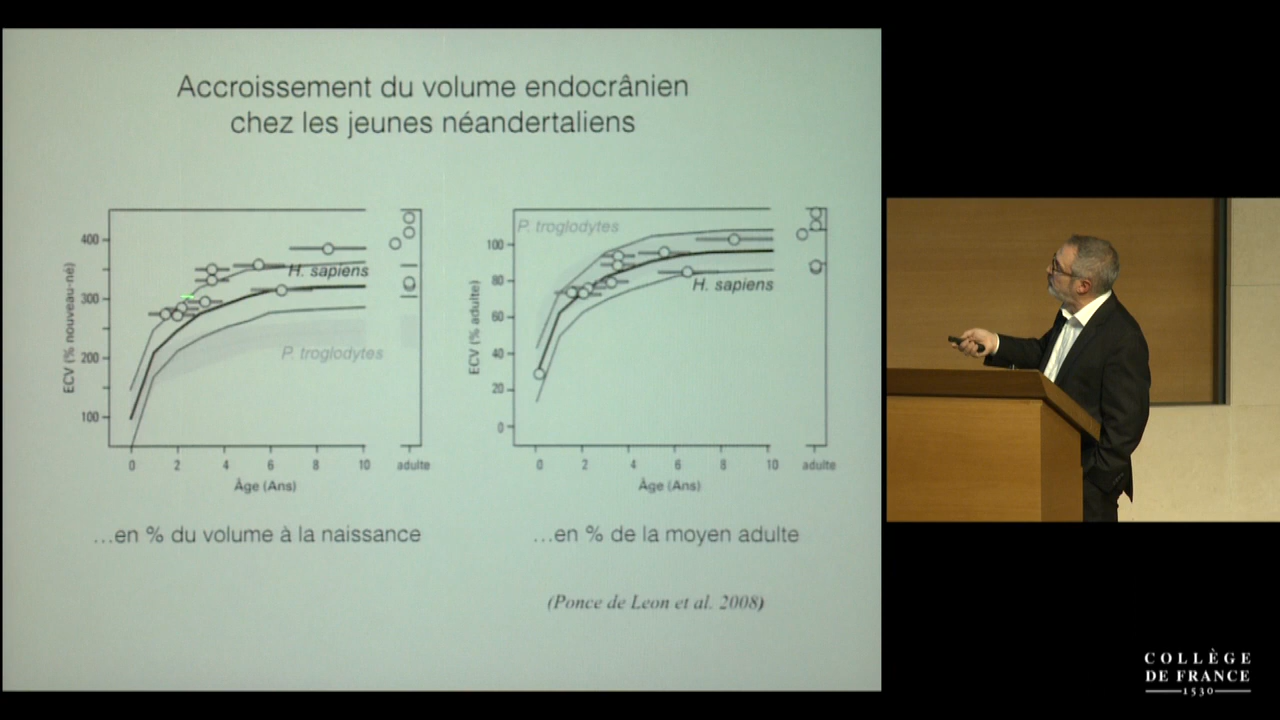 Accroissement du volume endocrânien
chez les jeunes néandertaliens
ECV (% nouveau-né)
400
300
200
100
H. sapiens
P. troglodytes
0 2 4 6 8 10 adulte
Âge (Ans)
...en % du volume à la naissance
ECV (% adulte)
100
80
60
40
20
0
P. troglodytes
H. sapiens
0 2 4 6 8 10 adulte
Âge (Ans)
...en % de la moyen adulte
(Ponce de Leon et al. 2008)
COLLÈGE
DE FRANCE
1530